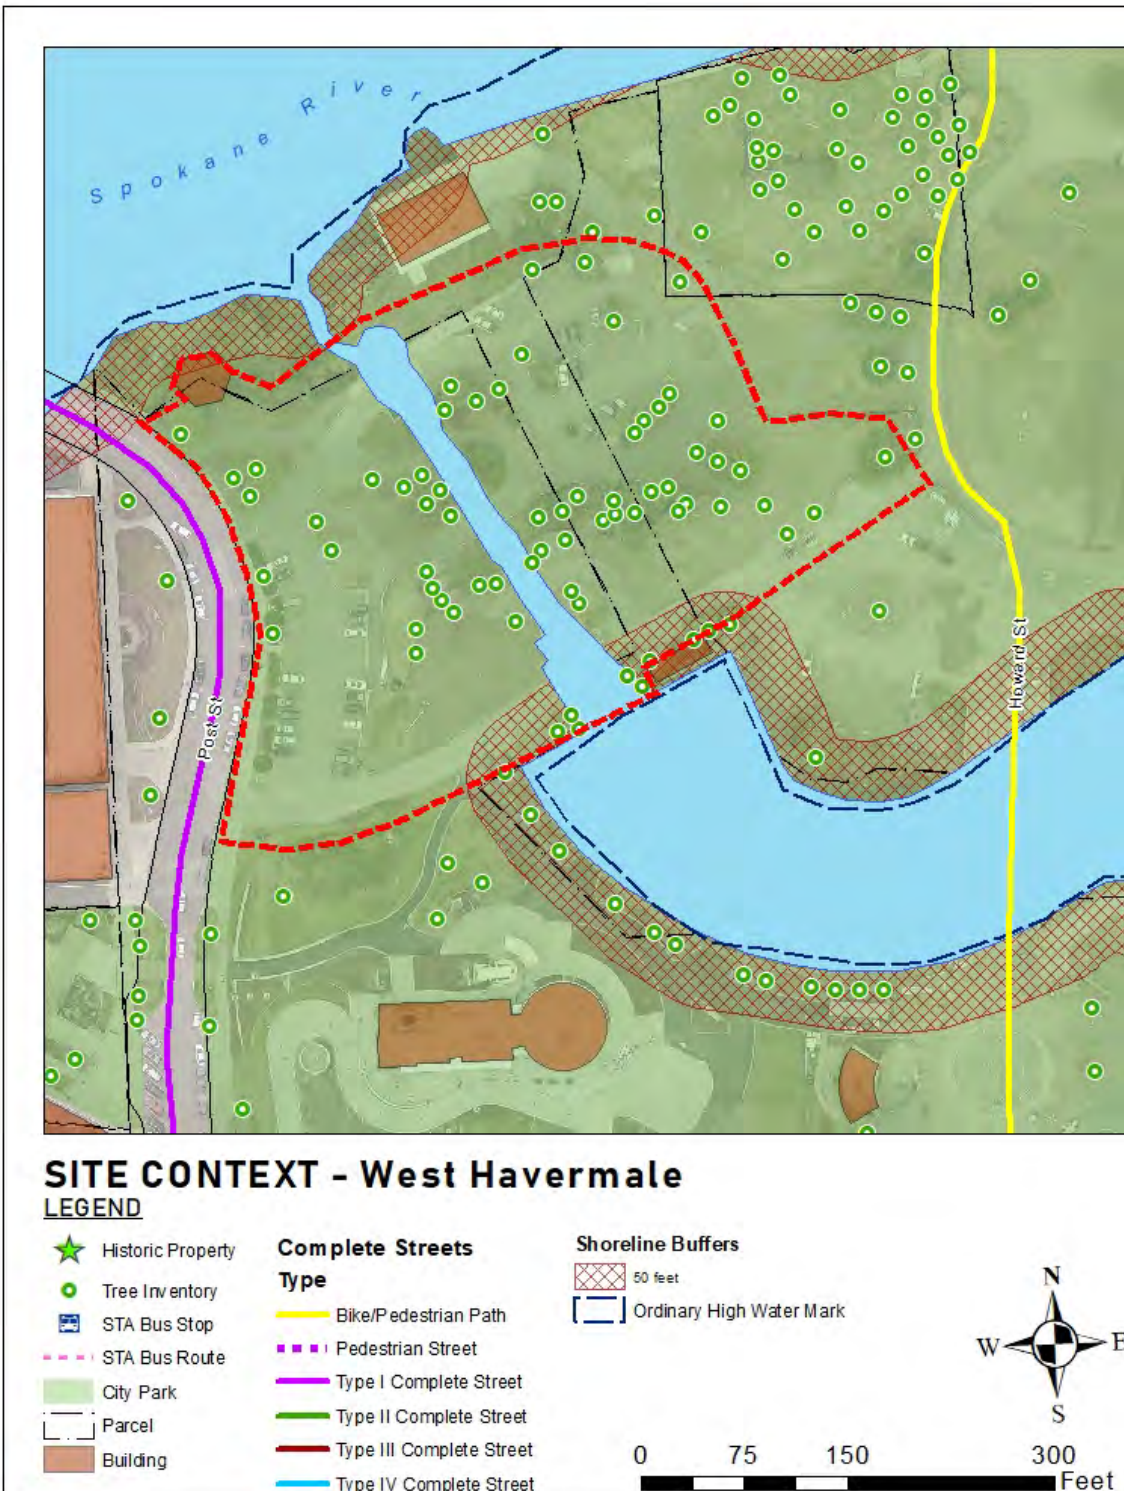 Spokane River
Post St
Howard St
SITE CONTEXT - West Havermale
LEGEND
Historic Property
Tree Inventory
STA Bus Stop
STA Bus Route
City Park
Parcel
Building
Complete Streets
Type
Bike/Pedestrian Path
Pedestrian Street
Type I Complete Street
Type II Complete Street
Type III Complete Street
Type IV Complete Street
Shoreline Buffers
50 feet
Ordinary High Water Mark
N
W E
S
0 75 150 300
Feet